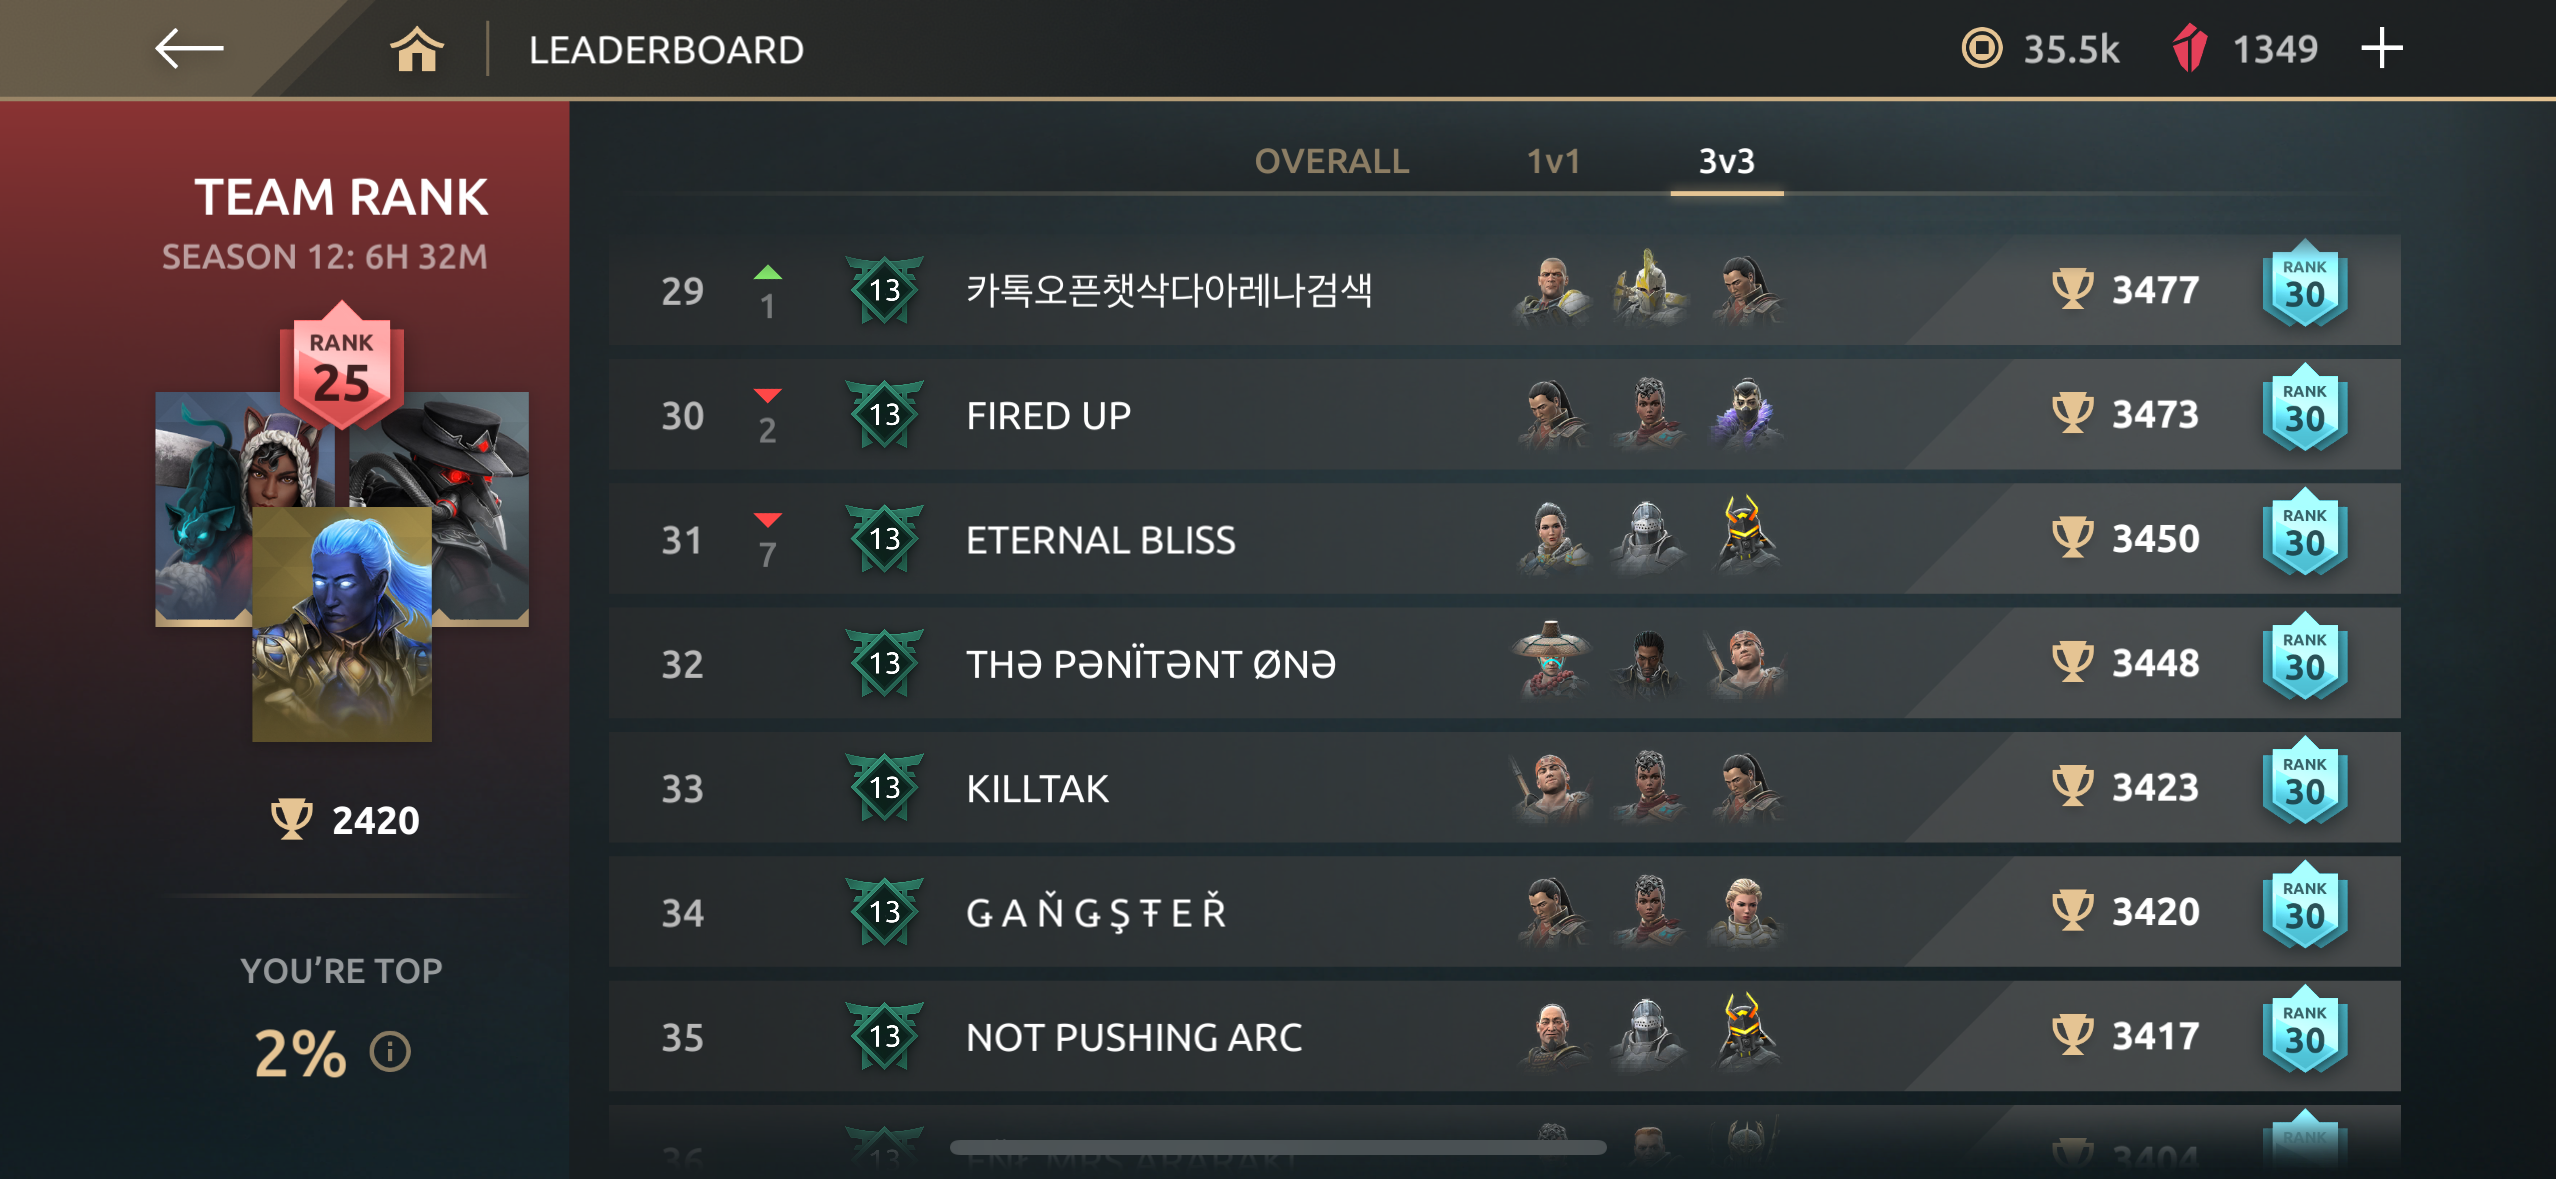 LEADERBOARD
35.5k
1349
TEAM RANK
SEASON 12: 6H 32M
RANK
25
2420
YOU'RE TOP
2%
OVERALL 1v1 3v3
29 1 13 카톡오픈챗삭다아레나검색 3477 RANK 30
30 2 13 FIRED UP 3473 RANK 30
31 7 13 ETERNAL BLISS 3450 RANK 30
32 13 THƏ PƏNÏTƏNT ØNƏ 3448 RANK 30
33 13 KILLTAK 3423 RANK 30
34 13 G A Ň G Ş Ŧ E Ř 3420 RANK 30
35 13 NOT PUSHING ARC 3417 RANK 30
36 13 3404 RANK